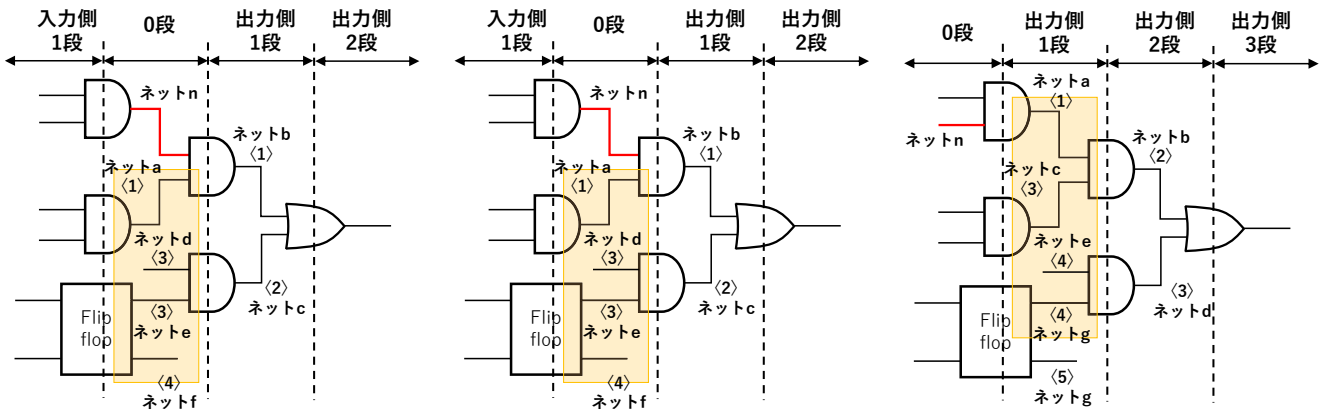 入力側
1段
0段
出力側
1段
出力側
2段
ネットn
ネットb
〈1〉
ネットa
〈1〉
ネットd
〈3〉
〈2〉
ネットc
Flip
flop
〈3〉
ネットe
〈4〉
ネットf
入力側
1段
0段
出力側
1段
出力側
2段
ネットn
ネットb
〈1〉
ネットa
〈1〉
ネットd
〈3〉
〈2〉
ネットc
Flip
flop
〈3〉
ネットe
〈4〉
ネットf
0段
出力側
1段
出力側
2段
出力側
3段
ネットa
〈1〉
ネットn
ネットb
〈2〉
ネットc
〈3〉
ネットe
〈4〉
〈3〉
ネットd
Flip
flop
〈4〉
ネットg
〈5〉
ネットg